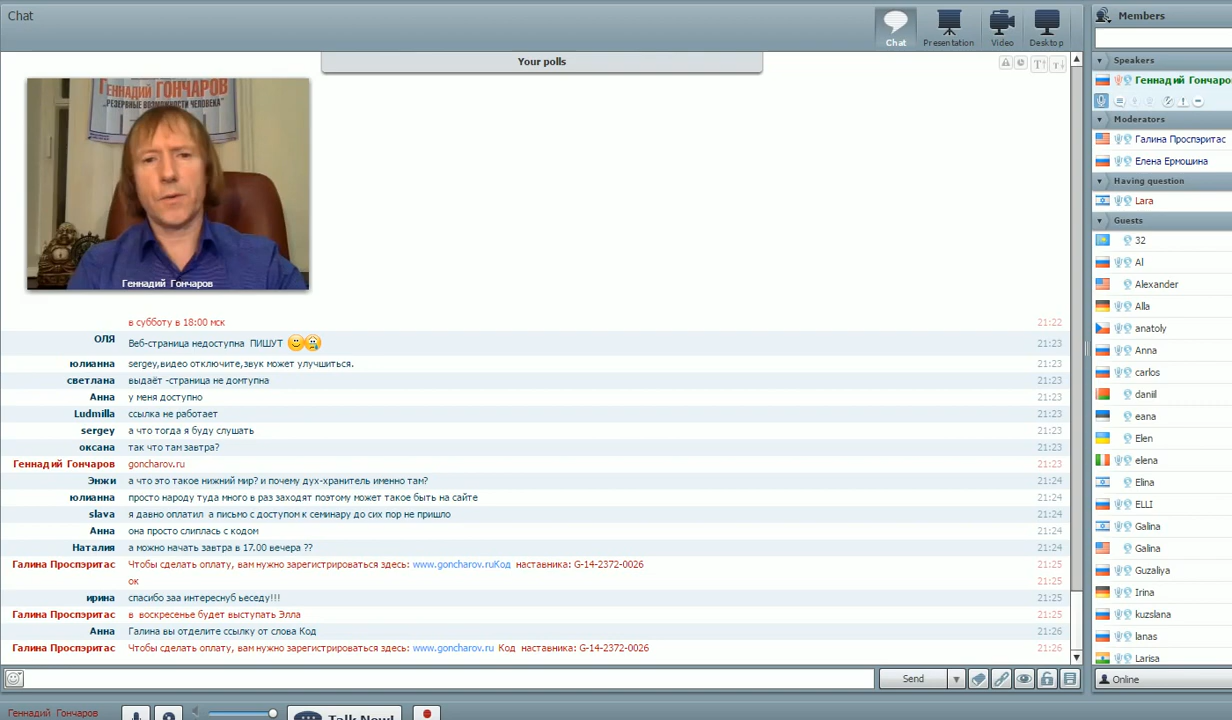 Chat
Chat
Presentation
Video
Desktop
Your polls
ГЕННАДИЙ ГОНЧАРОВ
"РЕЗЕРВНЫЕ ВОЗМОЖНОСТИ ЧЕЛОВЕКА"
Геннадий Гончаров
в субботу в 18:00 мск 21:22
ОЛЯ Веб-страница недоступна ПИШУТ 21:23
юлианна sergey,видео отключите,звук может улучшиться. 21:23
светлана выдаёт -страница не домтупна 21:23
Анна у меня доступно 21:23
Ludmilla ссылка не работает 21:23
sergey а что тогда я буду слушать 21:23
оксана так что там завтра? 21:23
Геннадий Гончаров goncharov.ru 21:23
Энжи а что это такое нижний мир? и почему дух-хранитель именно там? 21:24
юлианна просто народу туда много в раз заходят поэтому может такое быть на сайте 21:24
slava я давно оплатил а письмо с доступом к семинару до сих пор не пришло 21:24
Анна она просто слиплась с кодом 21:24
Наталия а можно начать завтра в 17.00 вечера ?? 21:24
Галина Проспэритас Чтобы сделать оплату, вам нужно зарегистрироваться здесь: www.goncharov.ruКод наставника: G-14-2372-0026 21:25
ок 21:25
ирина спасибо заа интереснуб ьеседу!!! 21:25
Галина Проспэритас в воскресенье будет выступать Элла 21:25
Анна Галина вы отделите ссылку от слова Код 21:26
Галина Проспэритас Чтобы сделать оплату, вам нужно зарегистрироваться здесь: www.goncharov.ru Код наставника: G-14-2372-0026 21:26
Send
Геннадий Гончаров
Talk Now!
Members
Speakers
Геннадий Гончаро
Moderators
Галина Проспэритас
Елена Ермошина
Having question
Lara
Guests
32
Al
Alexander
Alla
anatoly
Anna
carlos
daniil
eana
Elen
elena
Elina
ELLI
Galina
Galina
Guzaliya
Irina
kuzslana
lanas
Larisa
Online